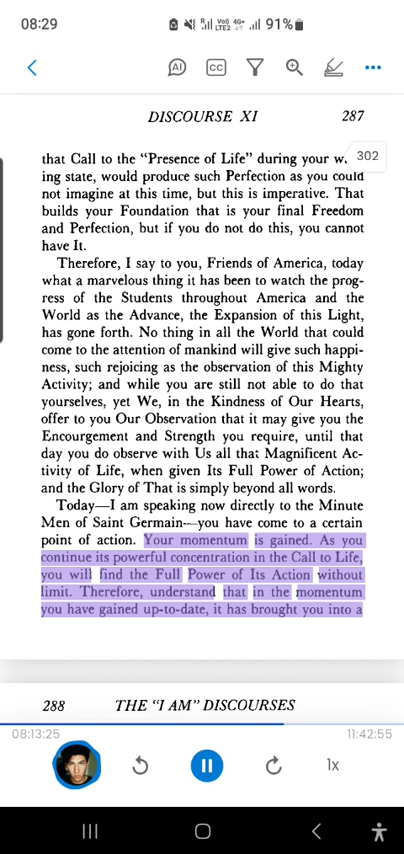 08:29
91%
AI
CC
DISCOURSE XI 287
302
that Call to the “Presence of Life” during your w
ing state, would produce such Perfection as you could
not imagine at this time, but this is imperative. That
builds your Foundation that is your final Freedom
and Perfection, but if you do not do this, you cannot
have It.
Therefore, I say to you, Friends of America, today
what a marvelous thing it has been to watch the prog-
ress of the Students throughout America and the
World as the Advance, the Expansion of this Light,
has gone forth. No thing in all the World that could
come to the attention of mankind will give such happi-
ness, such rejoicing as the observation of this Mighty
Activity; and while you are still not able to do that
yourselves, yet We, in the Kindness of Our Hearts,
offer to you Our Observation that it may give you the
Encourgement and Strength you require, until that
day you do observe with Us all that Magnificent Ac-
tivity of Life, when given Its Full Power of Action;
and the Glory of That is simply beyond all words.
Today—I am speaking now directly to the Minute
Men of Saint Germain—you have come to a certain
point of action. Your momentum is gained. As you
continue its powerful concentration in the Call to Life,
you will find the Full Power of Its Action without
limit. Therefore, understand that in the momentum
you have gained up-to-date, it has brought you into a
288 THE “I AM” DISCOURSES
08:13:25 11:42:55
1x